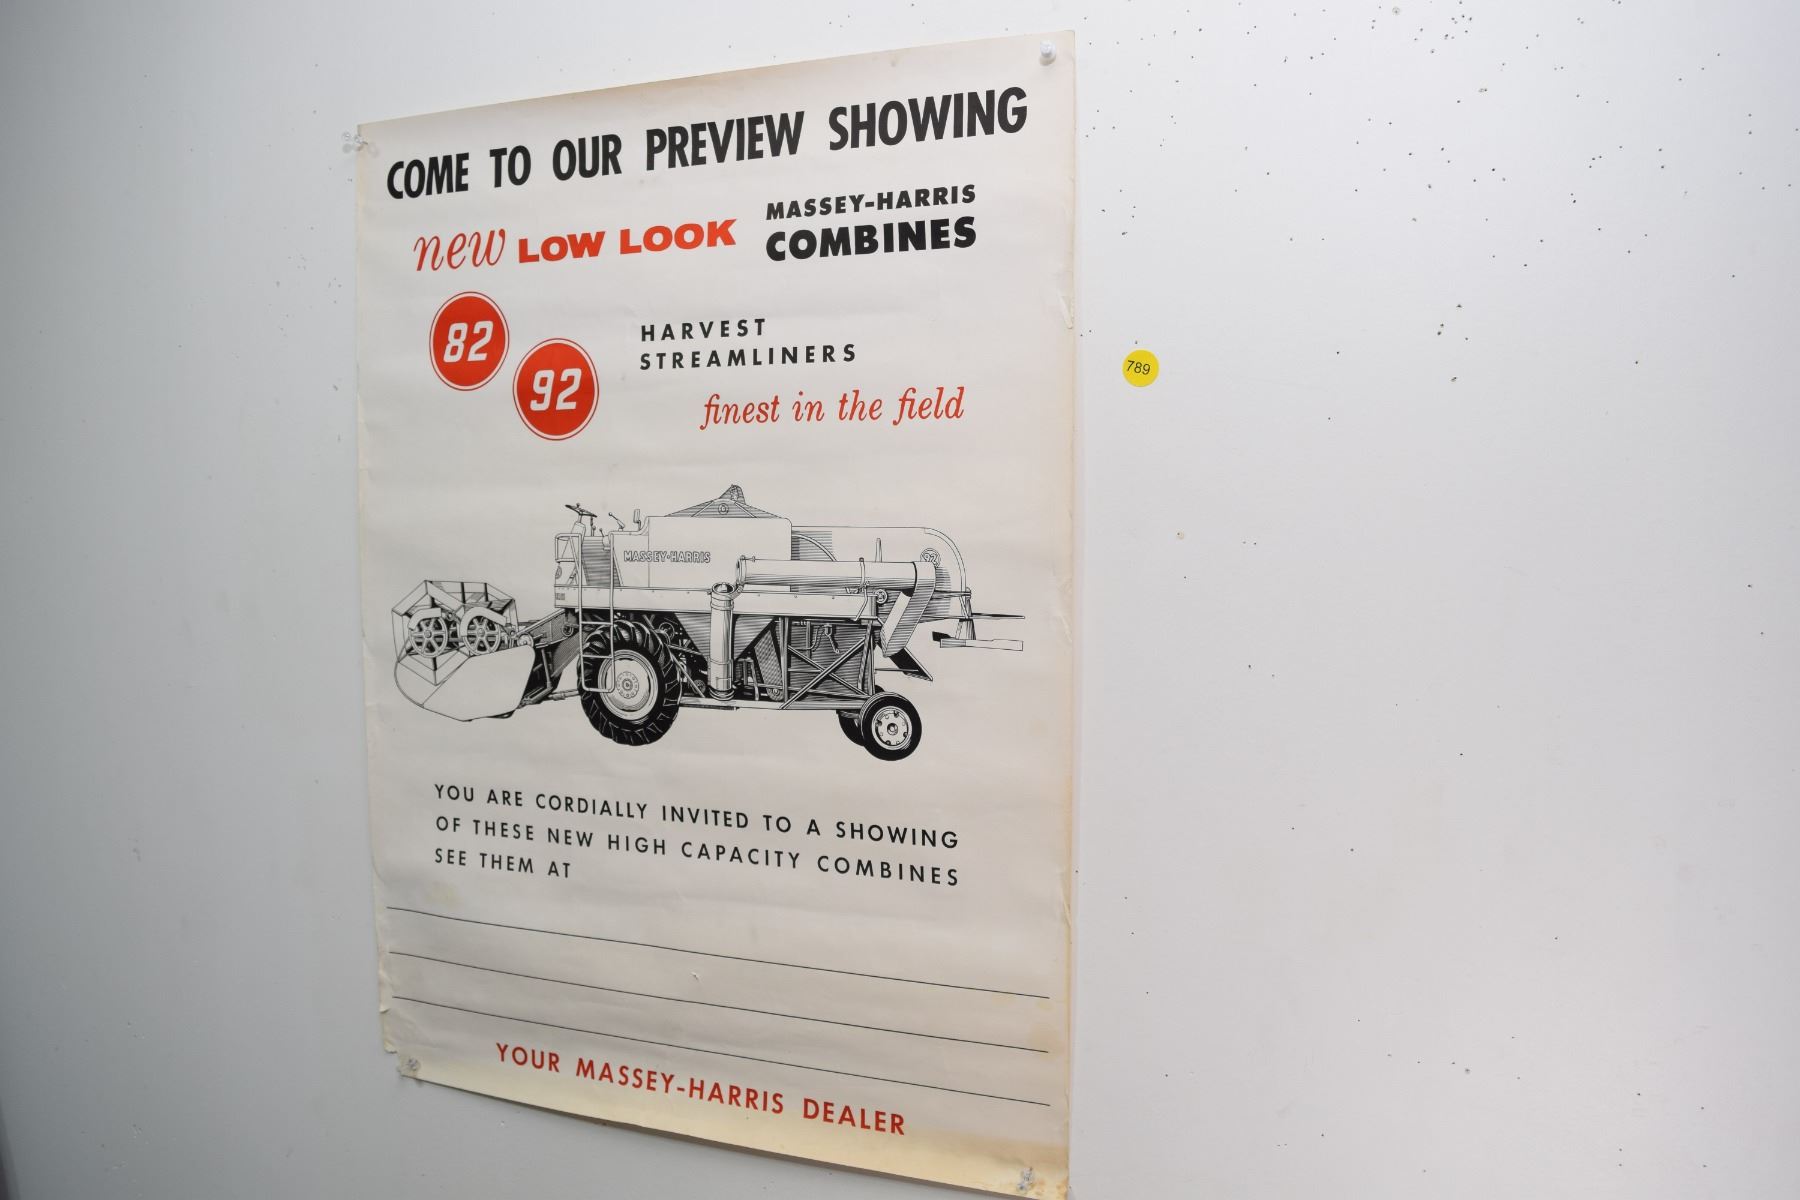 COME TO OUR PREVIEW SHOWING
new LOW LOOK MASSEY-HARRIS COMBINES
82
92
HARVEST
STREAMLINERS
finest in the field
789
MASSEY-HARRIS
92
YOU ARE CORDIALLY INVITED TO A SHOWING
OF THESE NEW HIGH CAPACITY COMBINES
SEE THEM AT
YOUR MASSEY-HARRIS DEALER